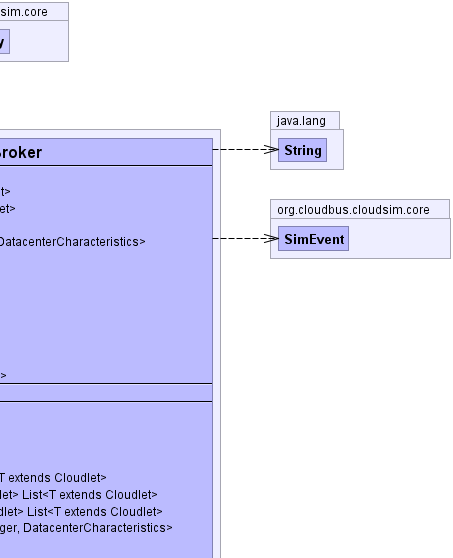 sim.core
y
java.lang
roker
String
t>
et>
org.cloudbus.cloudsim.core
DatacenterCharacteristics>
SimEvent
>
T extends Cloudlet>
let> List<T extends Cloudlet>
dlet> List<T extends Cloudlet>
ger, DatacenterCharacteristics>